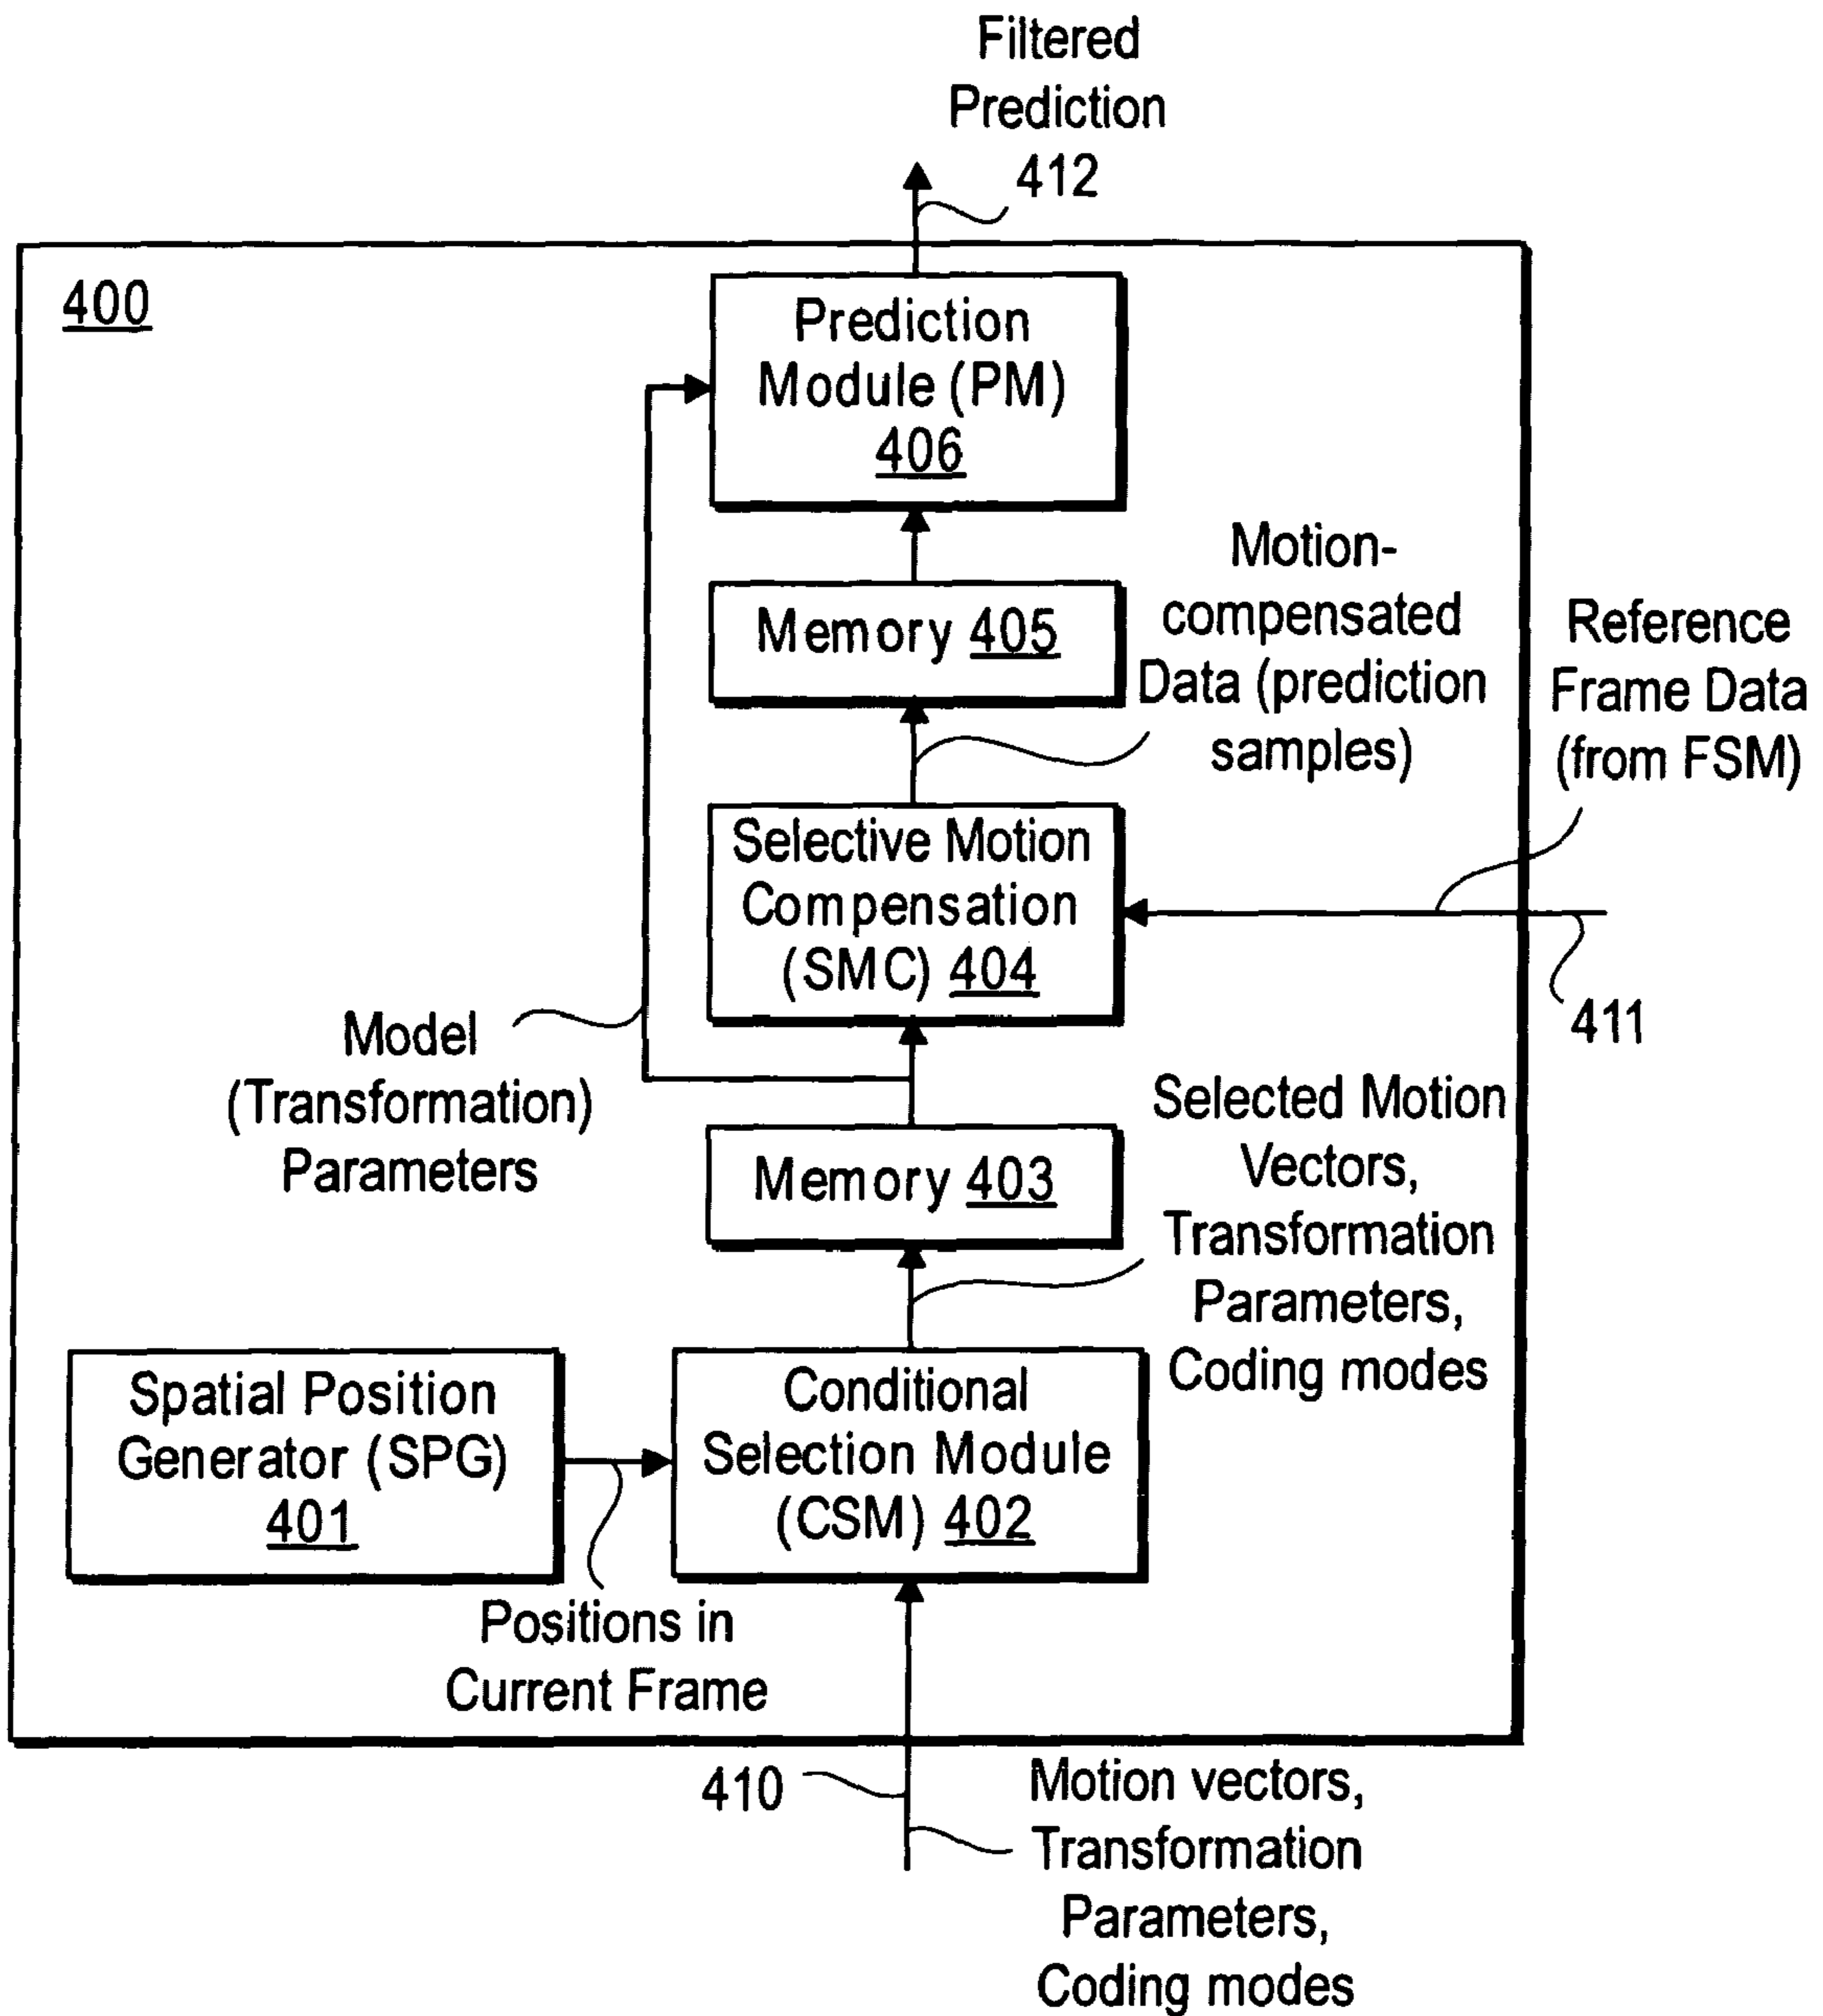 Filtered
Prediction
412
400
Prediction
Module (PM)
406
Motion-
compensated
Data (prediction
samples)
Memory 405
Reference
Frame Data
(from FSM)
Selective Motion
Compensation
(SMC) 404
411
Model
(Transformation)
Parameters
Selected Motion
Vectors,
Transformation
Parameters,
Coding modes
Memory 403
Spatial Position
Generator (SPG)
401
Conditional
Selection Module
(CSM) 402
Positions in
Current Frame
410
Motion vectors,
Transformation
Parameters,
Coding modes